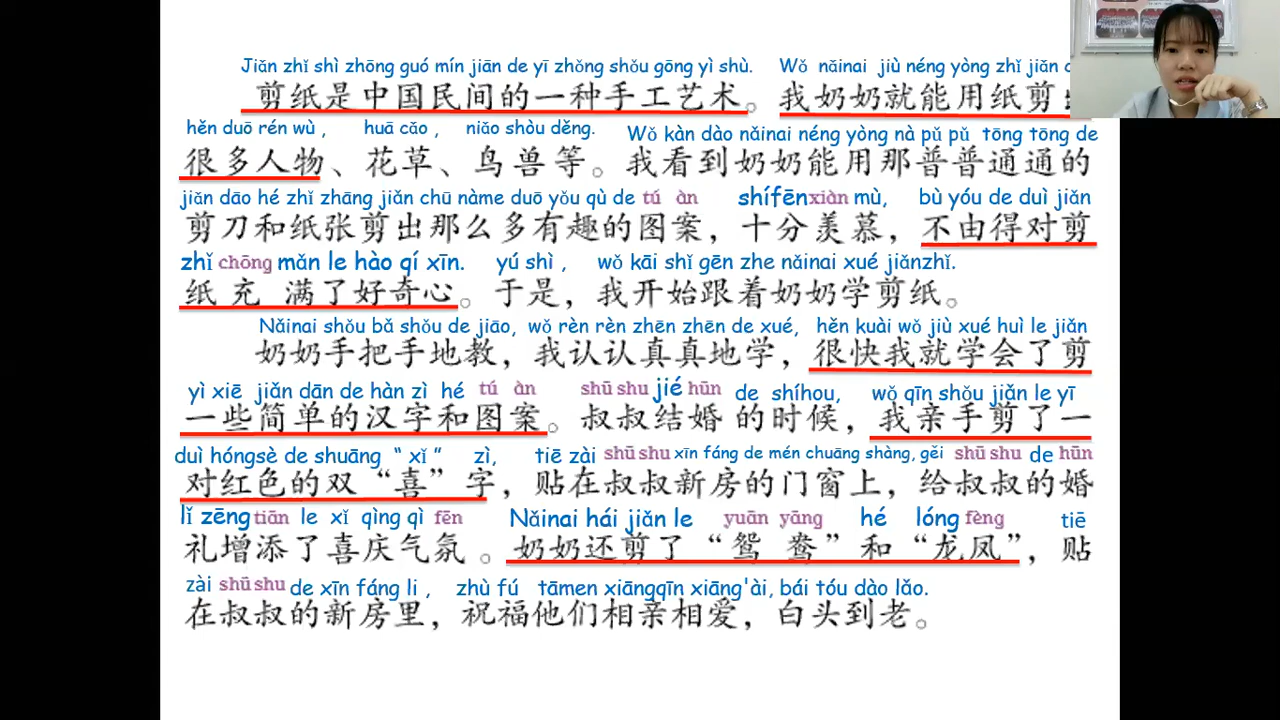 Jiǎn zhǐ shì zhōng guó mín jiān de yī zhǒng shǒu gōng yì shù. Wǒ nǎinai jiù néng yòng zhǐ jiǎn
剪纸是中国民间的一种手工艺术。我奶奶就能用纸剪
hěn duō rén wù , huā cǎo , niǎo shòu děng. Wǒ kàn dào nǎinai néng yòng nà pǔ pǔ tōng tōng de
很多人物、花草、鸟兽等。我看到奶奶能用那普普通通的
jiǎn dāo hé zhǐ zhāng jiǎn chū nàme duō yǒu qù de tú àn shífēn xiàn mù, bù yóu de duì jiǎn
剪刀和纸张剪出那么多有趣的图案，十分羡慕，不由得对剪
zhǐ chōng mǎn le hào qí xīn. yú shì , wǒ kāi shǐ gēn zhe nǎinai xué jiǎnzhǐ.
纸充满了好奇心。于是，我开始跟着奶奶学剪纸。
Nǎinai shǒu bǎ shǒu de jiāo, wǒ rèn rèn zhēn zhēn de xué, hěn kuài wǒ jiù xué huì le jiǎn
奶奶手把手地教，我认认真真地学，很快我就学会了剪
yì xiē jiǎn dān de hàn zì hé tú àn shū shu jié hūn de shíhou, wǒ qīn shǒu jiǎn le yī
一些简单的汉字和图案。叔叔结婚的时候，我亲手剪了一
duì hóngsè de shuāng “ xǐ ” zì, tiē zài shū shu xīn fáng de mén chuāng shàng, gěi shū shu de hūn
对红色的双“喜”字，贴在叔叔新房的门窗上，给叔叔的婚
lǐ zēng tiān le xǐ qìng qì fēn Nǎinai hái jiǎn le yuān yāng hé lóng fèng tiē
礼增添了喜庆气氛。奶奶还剪了“鸳鸯”和“龙凤”，贴
zài shū shu de xīn fáng li , zhù fú tāmen xiāngqīn xiāng'ài, bái tóu dào lǎo.
在叔叔的新房里，祝福他们相亲相爱，白头到老。